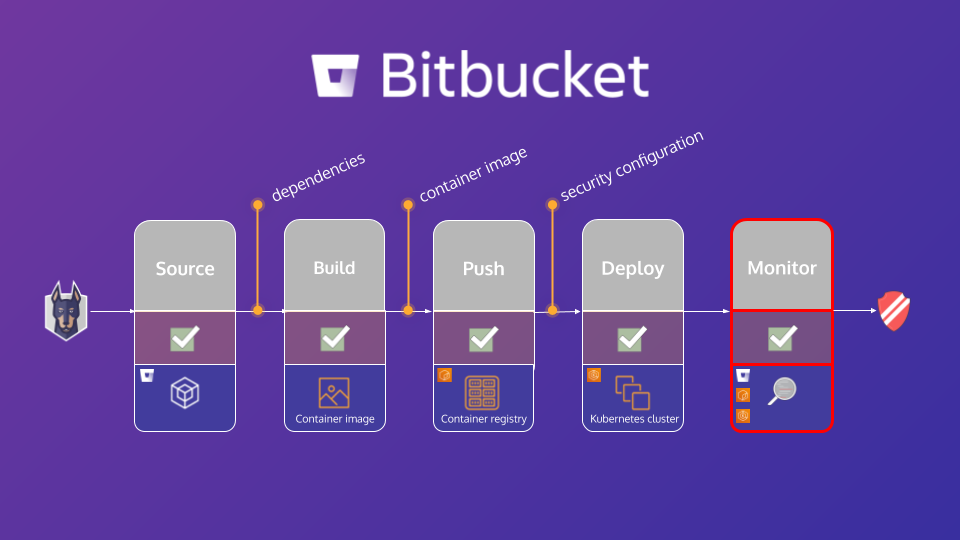 Bitbucket
dependencies
container image
security configuration
Source
Build
Push
Deploy
Monitor
Container image
Container registry
Kubernetes cluster